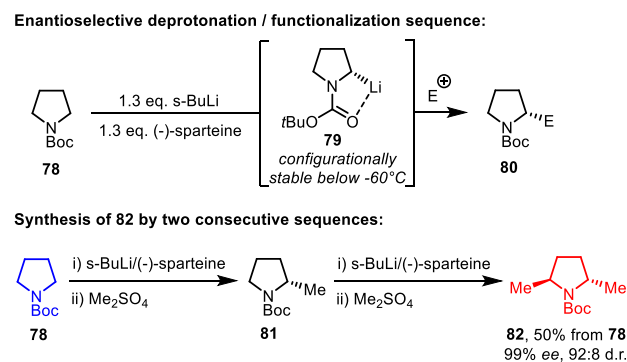 Enantioselective deprotonation / functionalization sequence:
N
Boc
78
1.3 eq. s-BuLi
1.3 eq. (-)-sparteine
N
Li
tBuO
O
79
configurationally
stable below -60°C
E⊕
N
E
Boc
80
Synthesis of 82 by two consecutive sequences:
N
Boc
78
i) s-BuLi/(-)-sparteine
ii) Me₂SO₄
N
Me
Boc
81
i) s-BuLi/(-)-sparteine
ii) Me₂SO₄
Me
N
Me
Boc
82, 50% from 78
99% ee, 92:8 d.r.